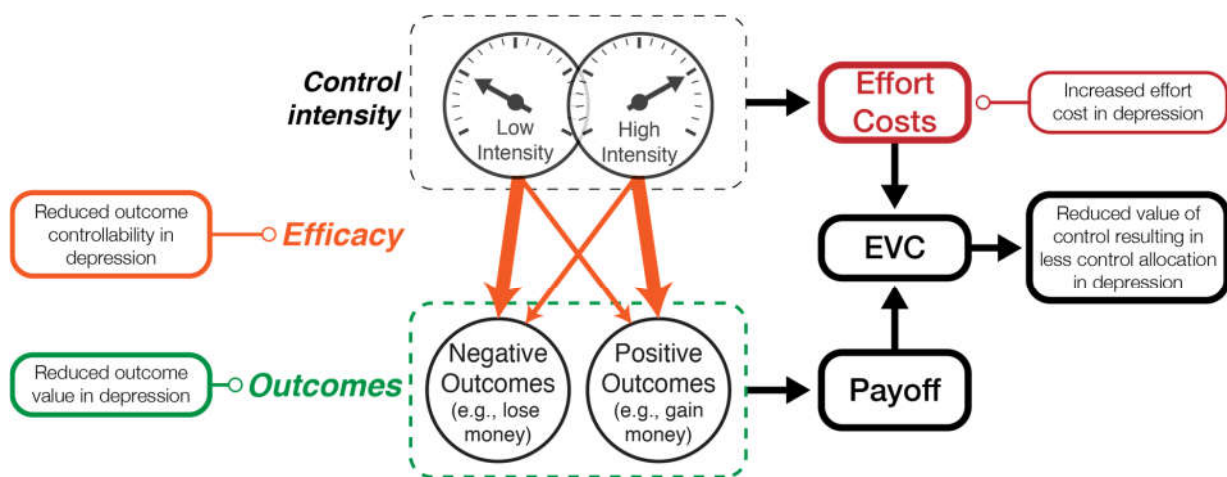 Control
intensity
Low
Intensity
High
Intensity
Effort
Costs
Increased effort
cost in depression
Reduced outcome
controllability in
depression
Efficacy
EVC
Reduced value of
control resulting in
less control allocation
in depression
Reduced outcome
value in depression
Outcomes
Negative
Outcomes
(e.g., lose
money)
Positive
Outcomes
(e.g., gain
money)
Payoff